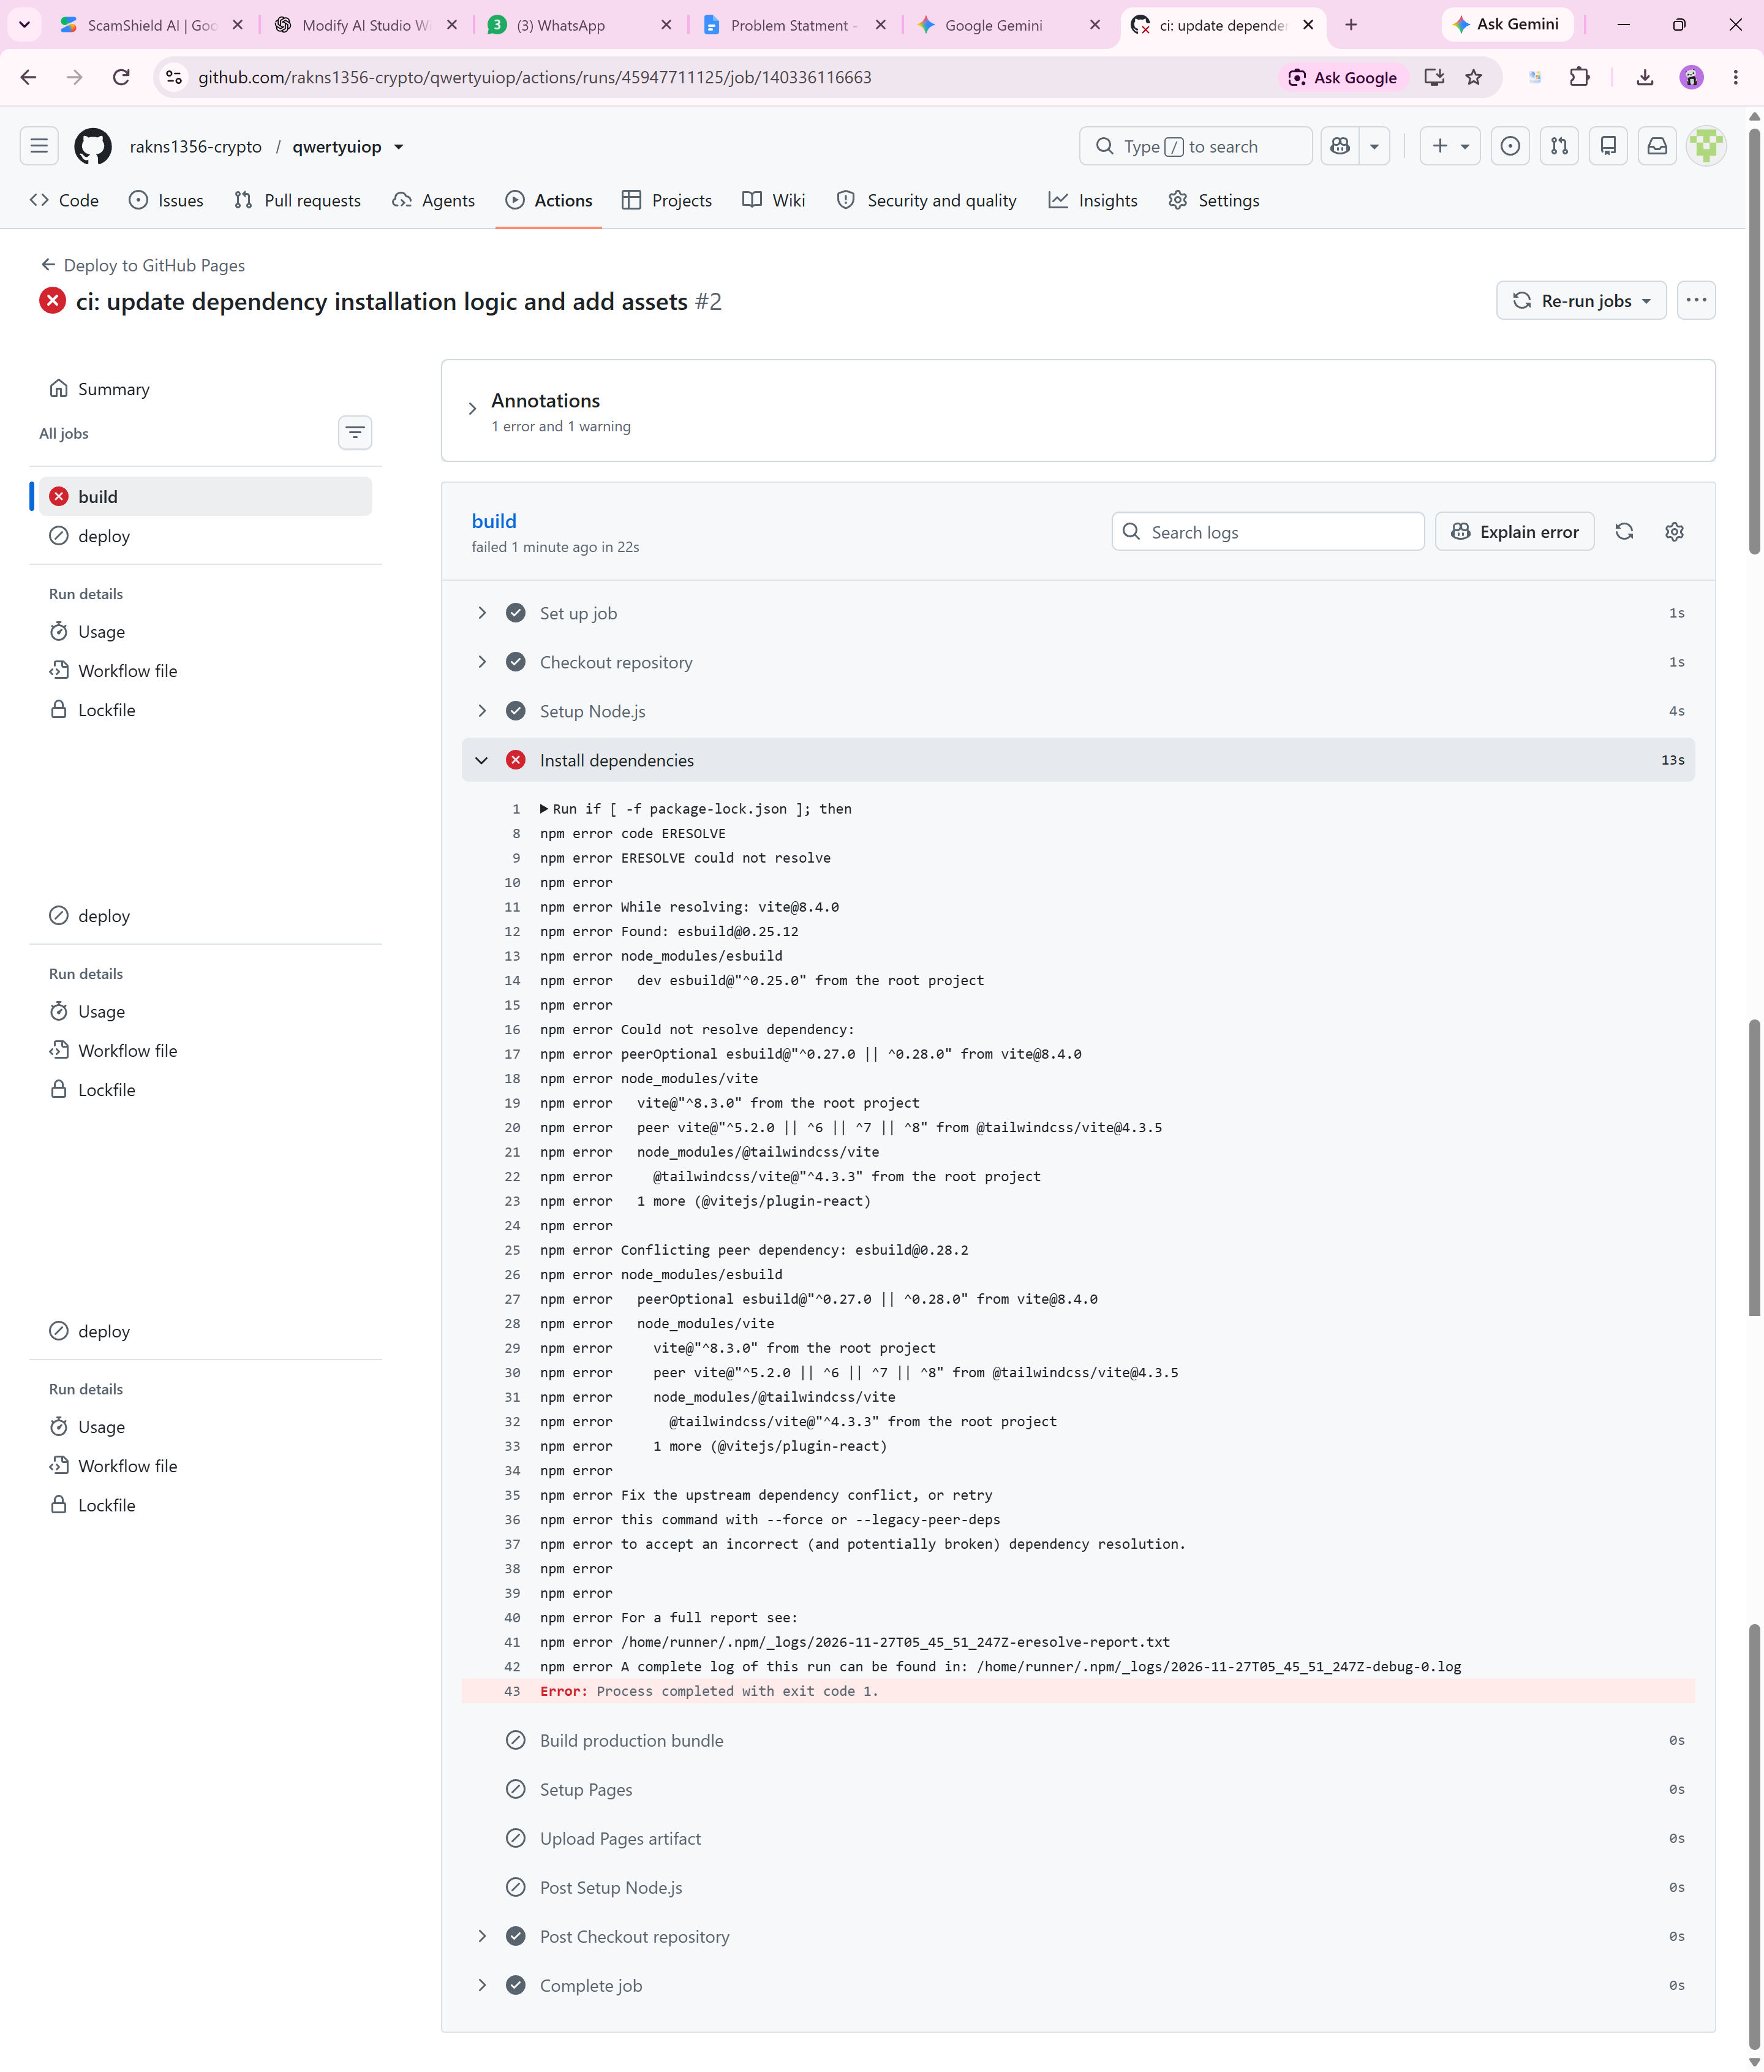 ScamShield AI | Goo
Modify AI Studio W
3 (3) WhatsApp
Problem Statment -
Google Gemini
ci: update depende
Ask Gemini
github.com/rakns1356-crypto/qwertyuiop/actions/runs/45947711125/job/140336116663
Ask Google
rakns1356-crypto / qwertyuiop
Type / to search
Code
Issues
Pull requests
Agents
Actions
Projects
Wiki
Security and quality
Insights
Settings
Deploy to GitHub Pages
ci: update dependency installation logic and add assets #2
Re-run jobs
Summary
All jobs
build
deploy
Run details
Usage
Workflow file
Lockfile
deploy
Run details
Usage
Workflow file
Lockfile
deploy
Run details
Usage
Workflow file
Lockfile
Annotations
1 error and 1 warning
build
failed 1 minute ago in 22s
Search logs
Explain error
Set up job 1s
Checkout repository 1s
Setup Node.js 4s
Install dependencies 13s
1 Run if [ -f package-lock.json ]; then
8 npm error code ERESOLVE
9 npm error ERESOLVE could not resolve
10 npm error
11 npm error While resolving: vite@8.4.0
12 npm error Found: esbuild@0.25.12
13 npm error node_modules/esbuild
14 npm error   dev esbuild@"^0.25.0" from the root project
15 npm error
16 npm error Could not resolve dependency:
17 npm error peerOptional esbuild@"^0.27.0 || ^0.28.0" from vite@8.4.0
18 npm error node_modules/vite
19 npm error   vite@"^8.3.0" from the root project
20 npm error   peer vite@"^5.2.0 || ^6 || ^7 || ^8" from @tailwindcss/vite@4.3.5
21 npm error   node_modules/@tailwindcss/vite
22 npm error     @tailwindcss/vite@"^4.3.3" from the root project
23 npm error   1 more (@vitejs/plugin-react)
24 npm error
25 npm error Conflicting peer dependency: esbuild@0.28.2
26 npm error node_modules/esbuild
27 npm error   peerOptional esbuild@"^0.27.0 || ^0.28.0" from vite@8.4.0
28 npm error   node_modules/vite
29 npm error     vite@"^8.3.0" from the root project
30 npm error     peer vite@"^5.2.0 || ^6 || ^7 || ^8" from @tailwindcss/vite@4.3.5
31 npm error     node_modules/@tailwindcss/vite
32 npm error       @tailwindcss/vite@"^4.3.3" from the root project
33 npm error     1 more (@vitejs/plugin-react)
34 npm error
35 npm error Fix the upstream dependency conflict, or retry
36 npm error this command with --force or --legacy-peer-deps
37 npm error to accept an incorrect (and potentially broken) dependency resolution.
38 npm error
39 npm error
40 npm error For a full report see:
41 npm error /home/runner/.npm/_logs/2026-11-27T05_45_51_247Z-eresolve-report.txt
42 npm error A complete log of this run can be found in: /home/runner/.npm/_logs/2026-11-27T05_45_51_247Z-debug-0.log
43 Error: Process completed with exit code 1.
Build production bundle 0s
Setup Pages 0s
Upload Pages artifact 0s
Post Setup Node.js 0s
Post Checkout repository 0s
Complete job 0s